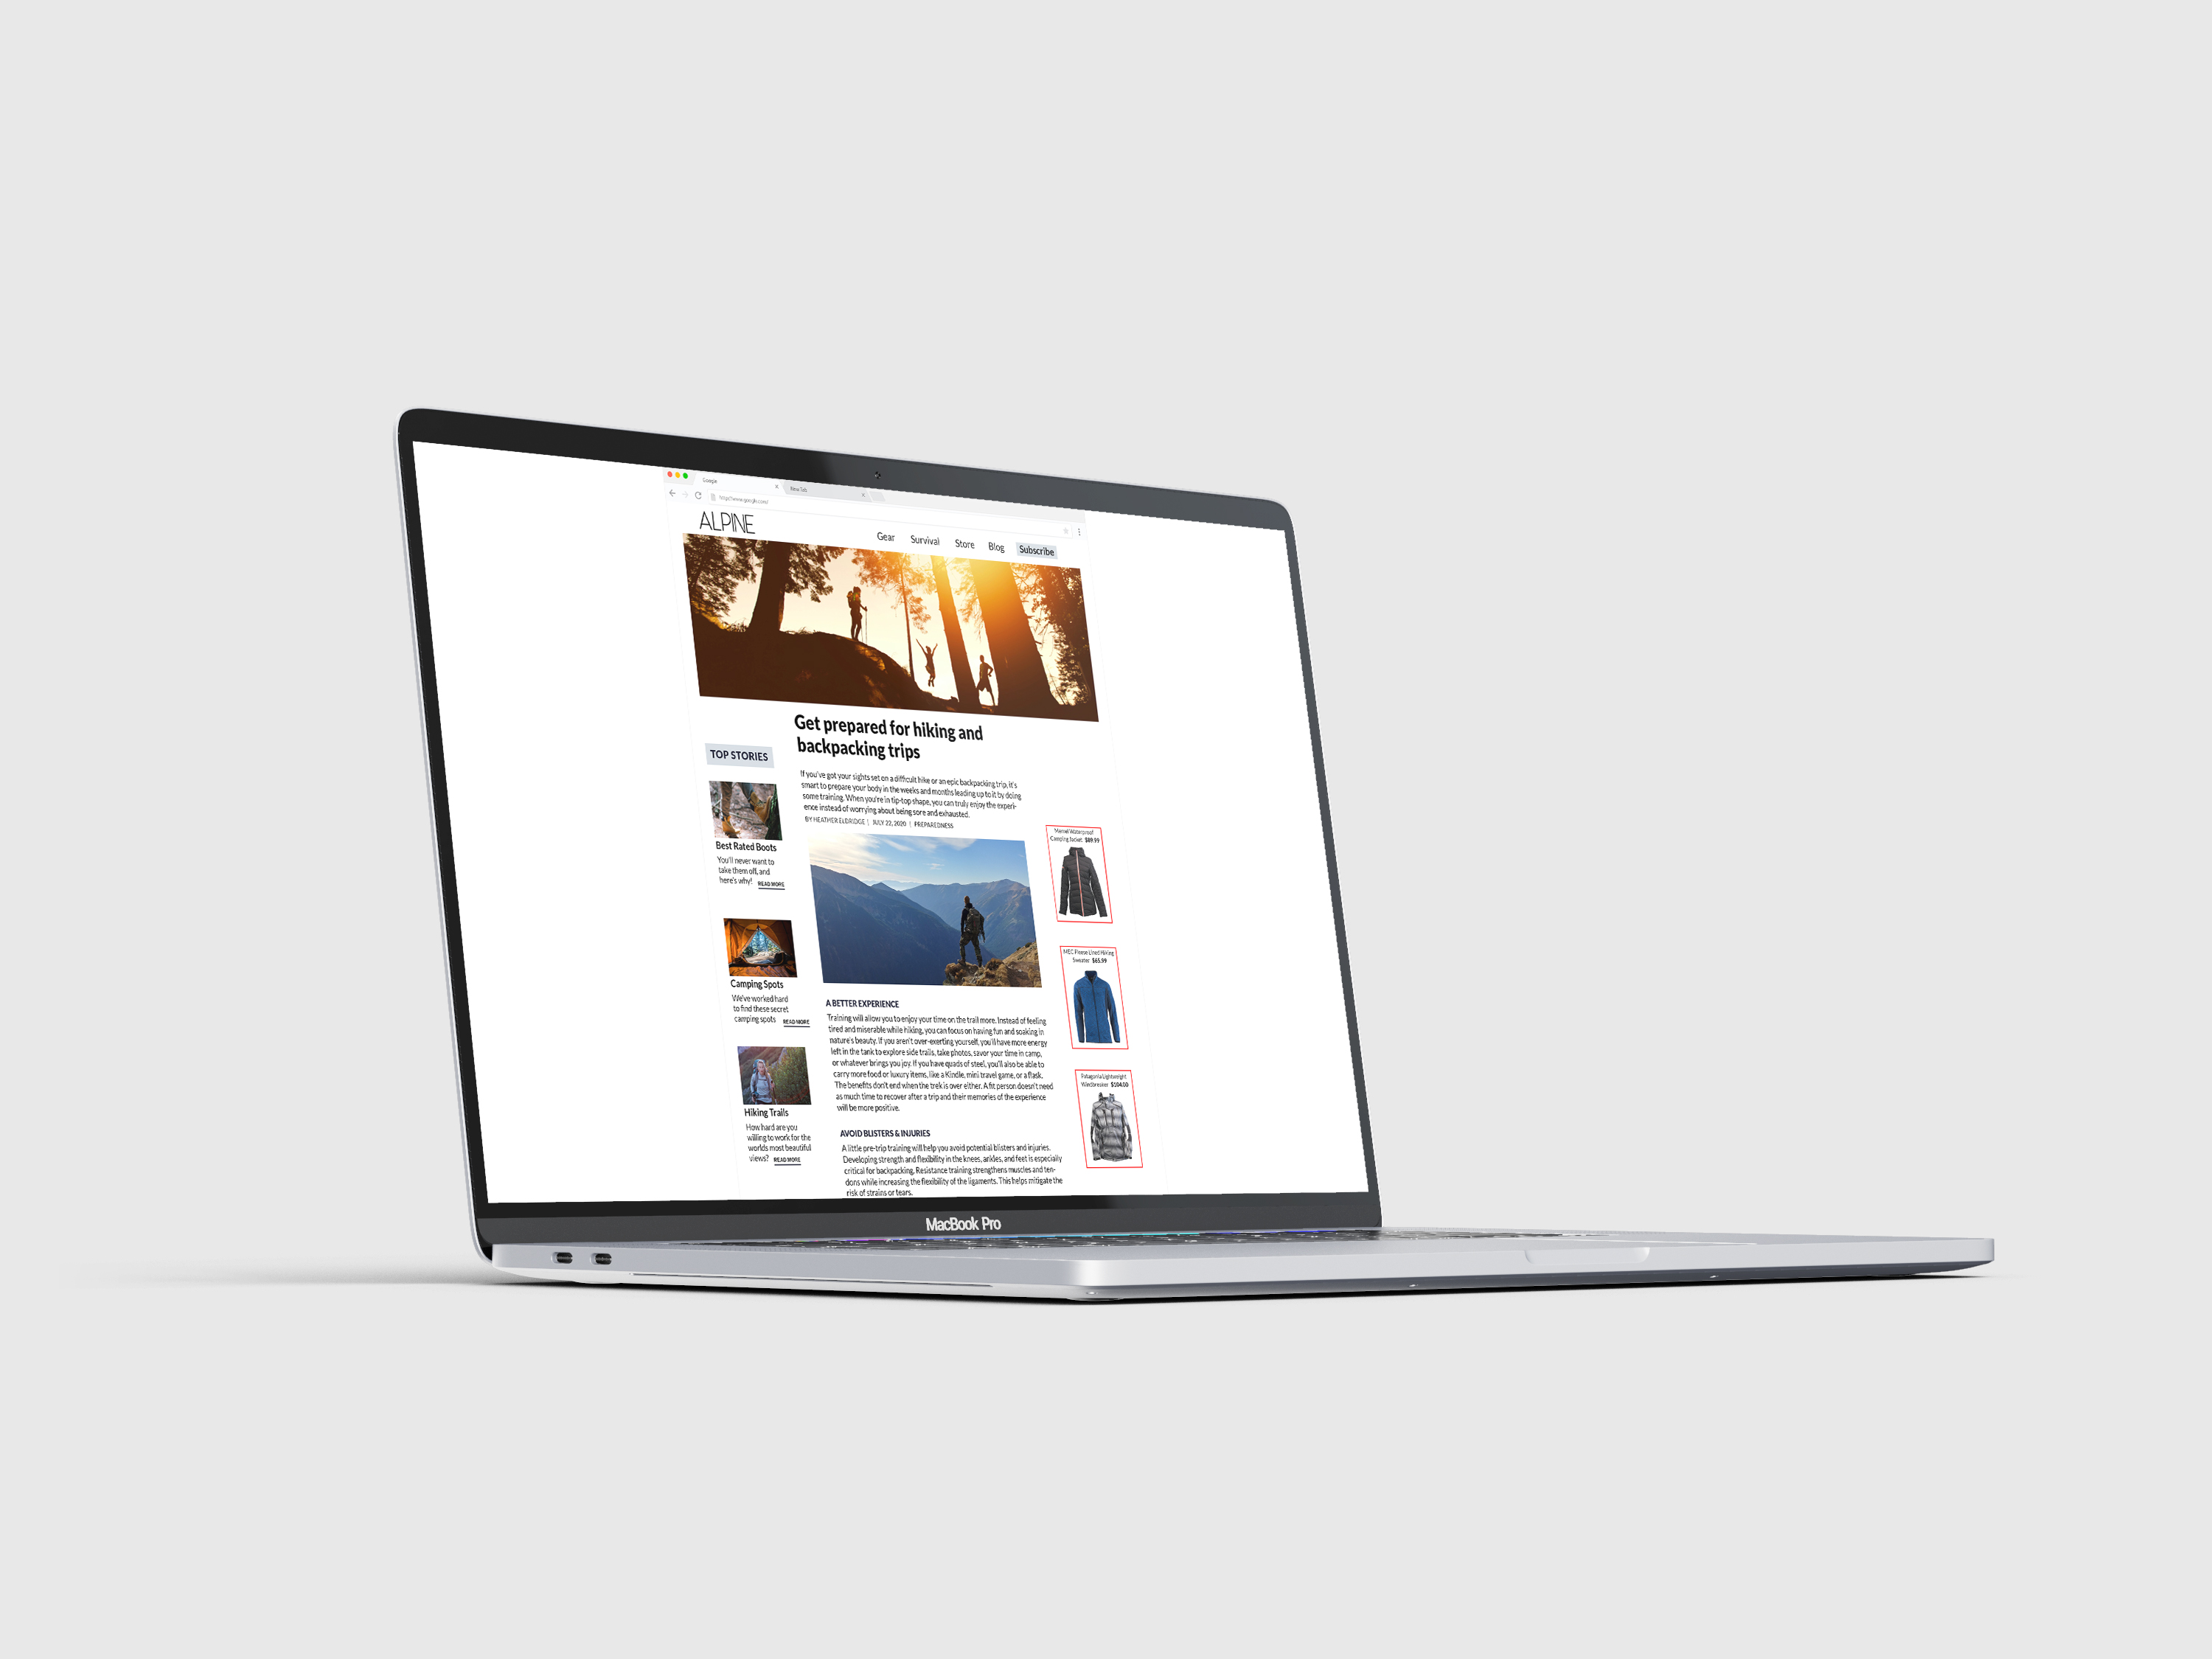 Google
New Tab
http://www.google.com/
ALPINE
Gear Survival Store Blog Subscribe
Get prepared for hiking and
backpacking trips
If you've got your sights set on a difficult hike or an epic backpacking trip, it's
smart to prepare your body in the weeks and months leading up to it by doing
some training. When you're in tip-top shape, you can truly enjoy the experi-
ence instead of worrying about being sore and exhausted.
BY HEATHER ELDRIDGE | JULY 22, 2020 | PREPAREDNESS
TOP STORIES
Best Rated Boots
You'll never want to
take them off, and
here's why! READ MORE
Camping Spots
We've worked hard
to find these secret
camping spots READ MORE
Hiking Trails
How hard are you
willing to work for the
worlds most beautiful
views? READ MORE
A BETTER EXPERIENCE
Training will allow you to enjoy your time on the trail more. Instead of feeling
tired and miserable while hiking, you can focus on having fun and soaking in
nature's beauty. If you aren't over-exerting yourself, you'll have more energy
left in the tank to explore side trails, take photos, savor your time in camp,
or whatever brings you joy. If you have quads of steel, you'll also be able to
carry more food or luxury items, like a Kindle, mini travel game, or a flask.
The benefits don't end when the trek is over either. A fit person doesn't need
as much time to recover after a trip and their memories of the experience
will be more positive.
AVOID BLISTERS & INJURIES
A little pre-trip training will help you avoid potential blisters and injuries.
Developing strength and flexibility in the knees, ankles, and feet is especially
critical for backpacking. Resistance training strengthens muscles and ten-
dons while increasing the flexibility of the ligaments. This helps mitigate the
risk of strains or tears.
Waterproof
Camping Jacket $89.99
MEC Fleece Lined Hiking
Sweater $65.99
Patagonia Lightweight
Windbreaker $104.00
MacBook Pro